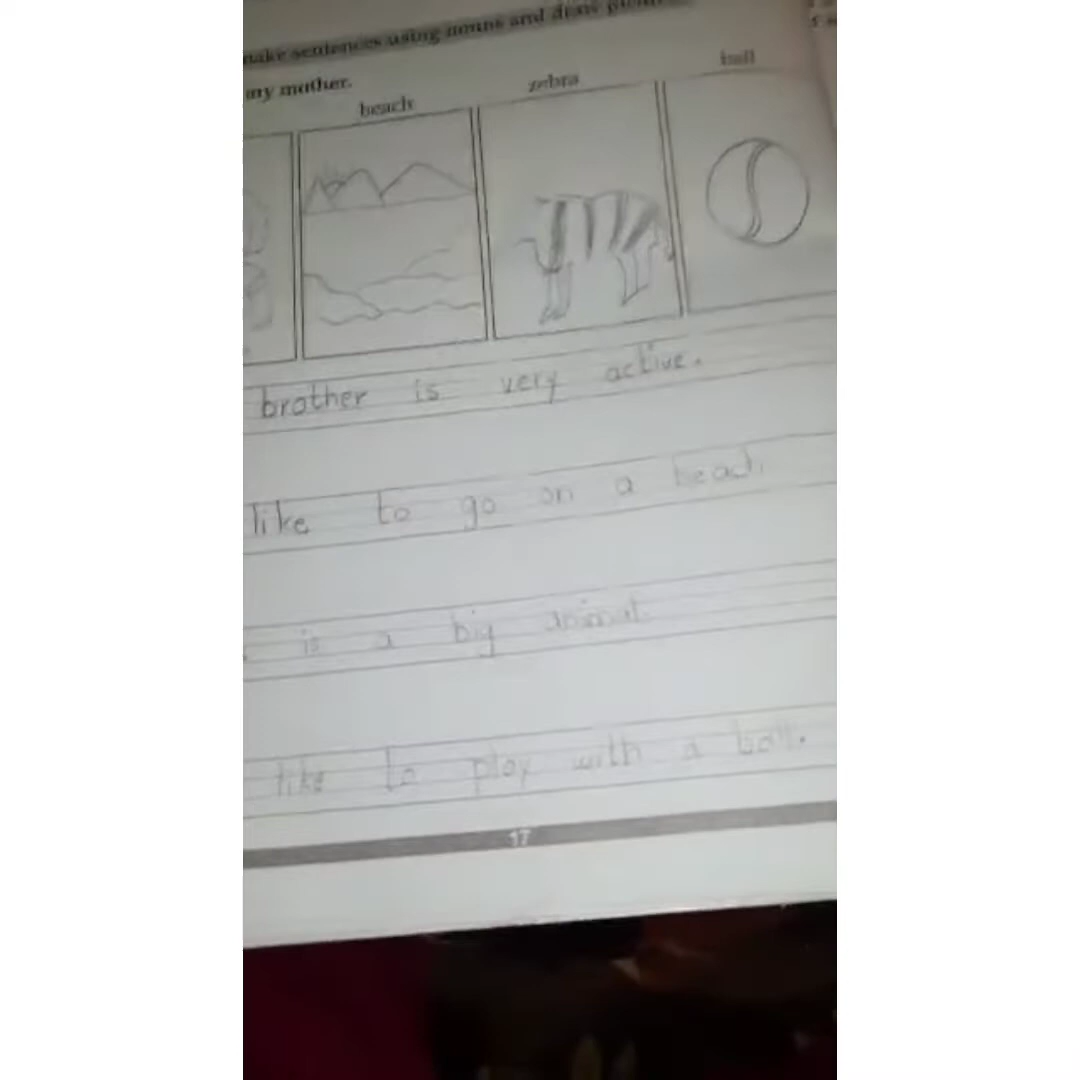 make sentences using nouns and draw
my mother.
beach zebra ball
brother is very active.
like to go on a beach
is a big animal.
like to play with a ball.
17